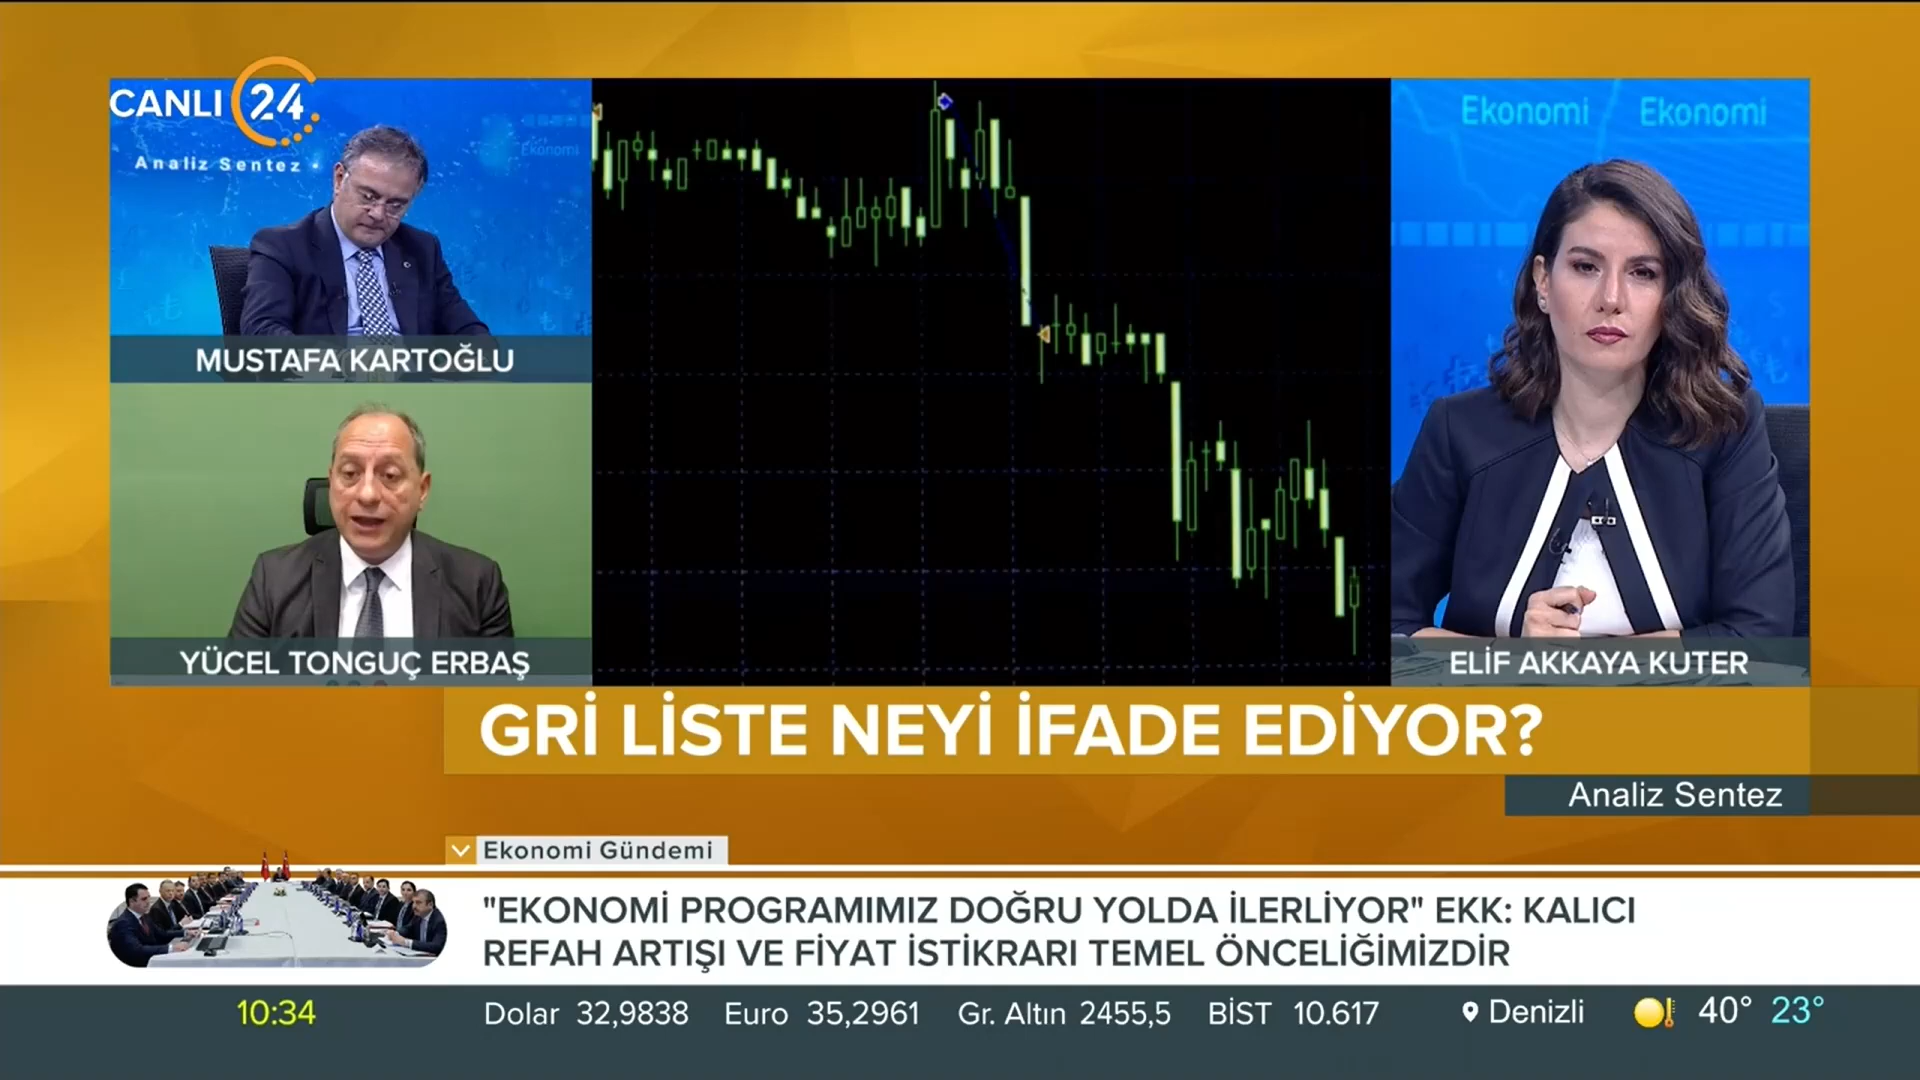 CANLI 24
Analiz Sentez
Ekonomi
Ekonomi Ekonomi
MUSTAFA KARTOĞLU
YÜCEL TONGUÇ ERBAŞ
ELİF AKKAYA KUTER
GRİ LİSTE NEYİ İFADE EDİYOR?
Analiz Sentez
Ekonomi Gündemi
"EKONOMİ PROGRAMIMIZ DOĞRU YOLDA İLERLİYOR" EKK: KALICI
REFAH ARTIŞI VE FİYAT İSTİKRARI TEMEL ÖNCELİĞİMİZDİR
10:34 Dolar 32,9838 Euro 35,2961 Gr. Altın 2455,5 BİST 10.617 Denizli 40° 23°